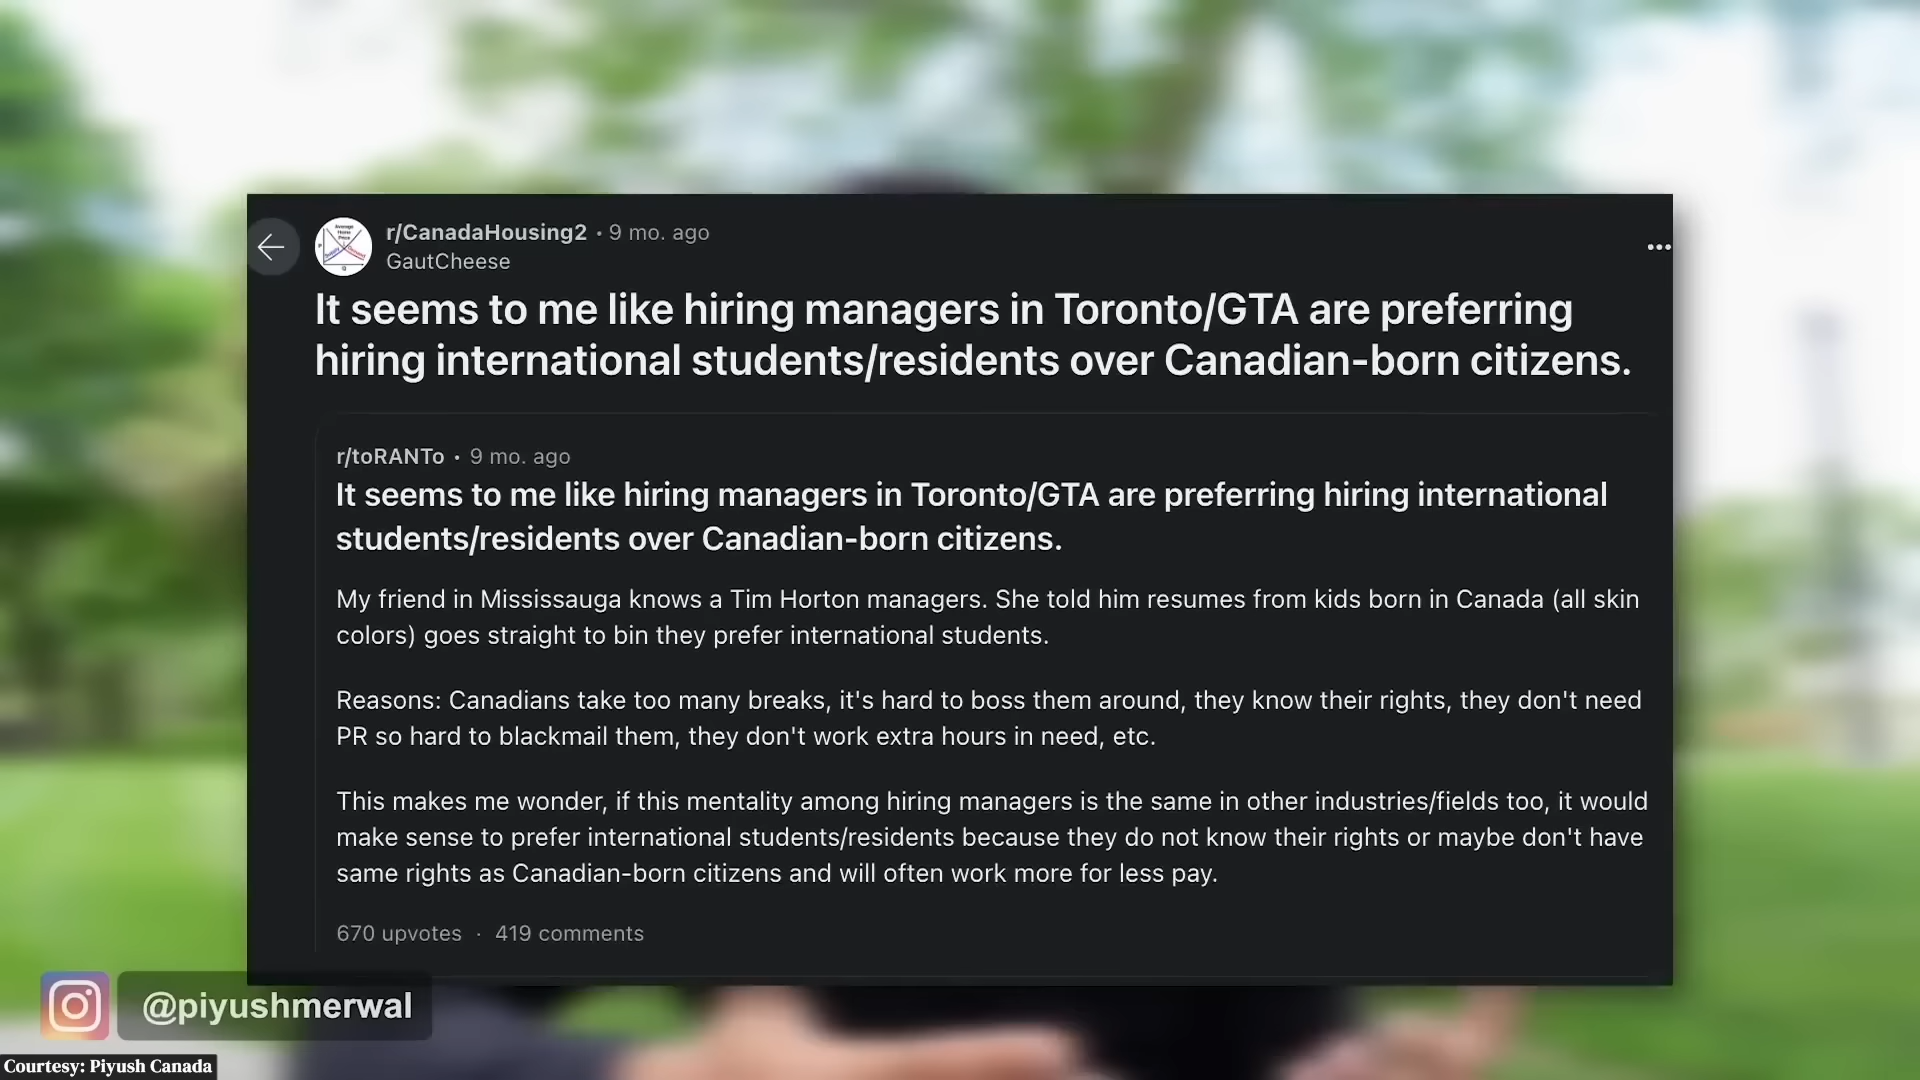 r/CanadaHousing2 • 9 mo. ago
GautCheese
It seems to me like hiring managers in Toronto/GTA are preferring
hiring international students/residents over Canadian-born citizens.
r/toRANTo • 9 mo. ago
It seems to me like hiring managers in Toronto/GTA are preferring hiring international
students/residents over Canadian-born citizens.
My friend in Mississauga knows a Tim Horton managers. She told him resumes from kids born in Canada (all skin
colors) goes straight to bin they prefer international students.
Reasons: Canadians take too many breaks, it's hard to boss them around, they know their rights, they don't need
PR so hard to blackmail them, they don't work extra hours in need, etc.
This makes me wonder, if this mentality among hiring managers is the same in other industries/fields too, it would
make sense to prefer international students/residents because they do not know their rights or maybe don't have
same rights as Canadian-born citizens and will often work more for less pay.
670 upvotes · 419 comments
@piyushmerwal
Courtesy: Piyush Canada